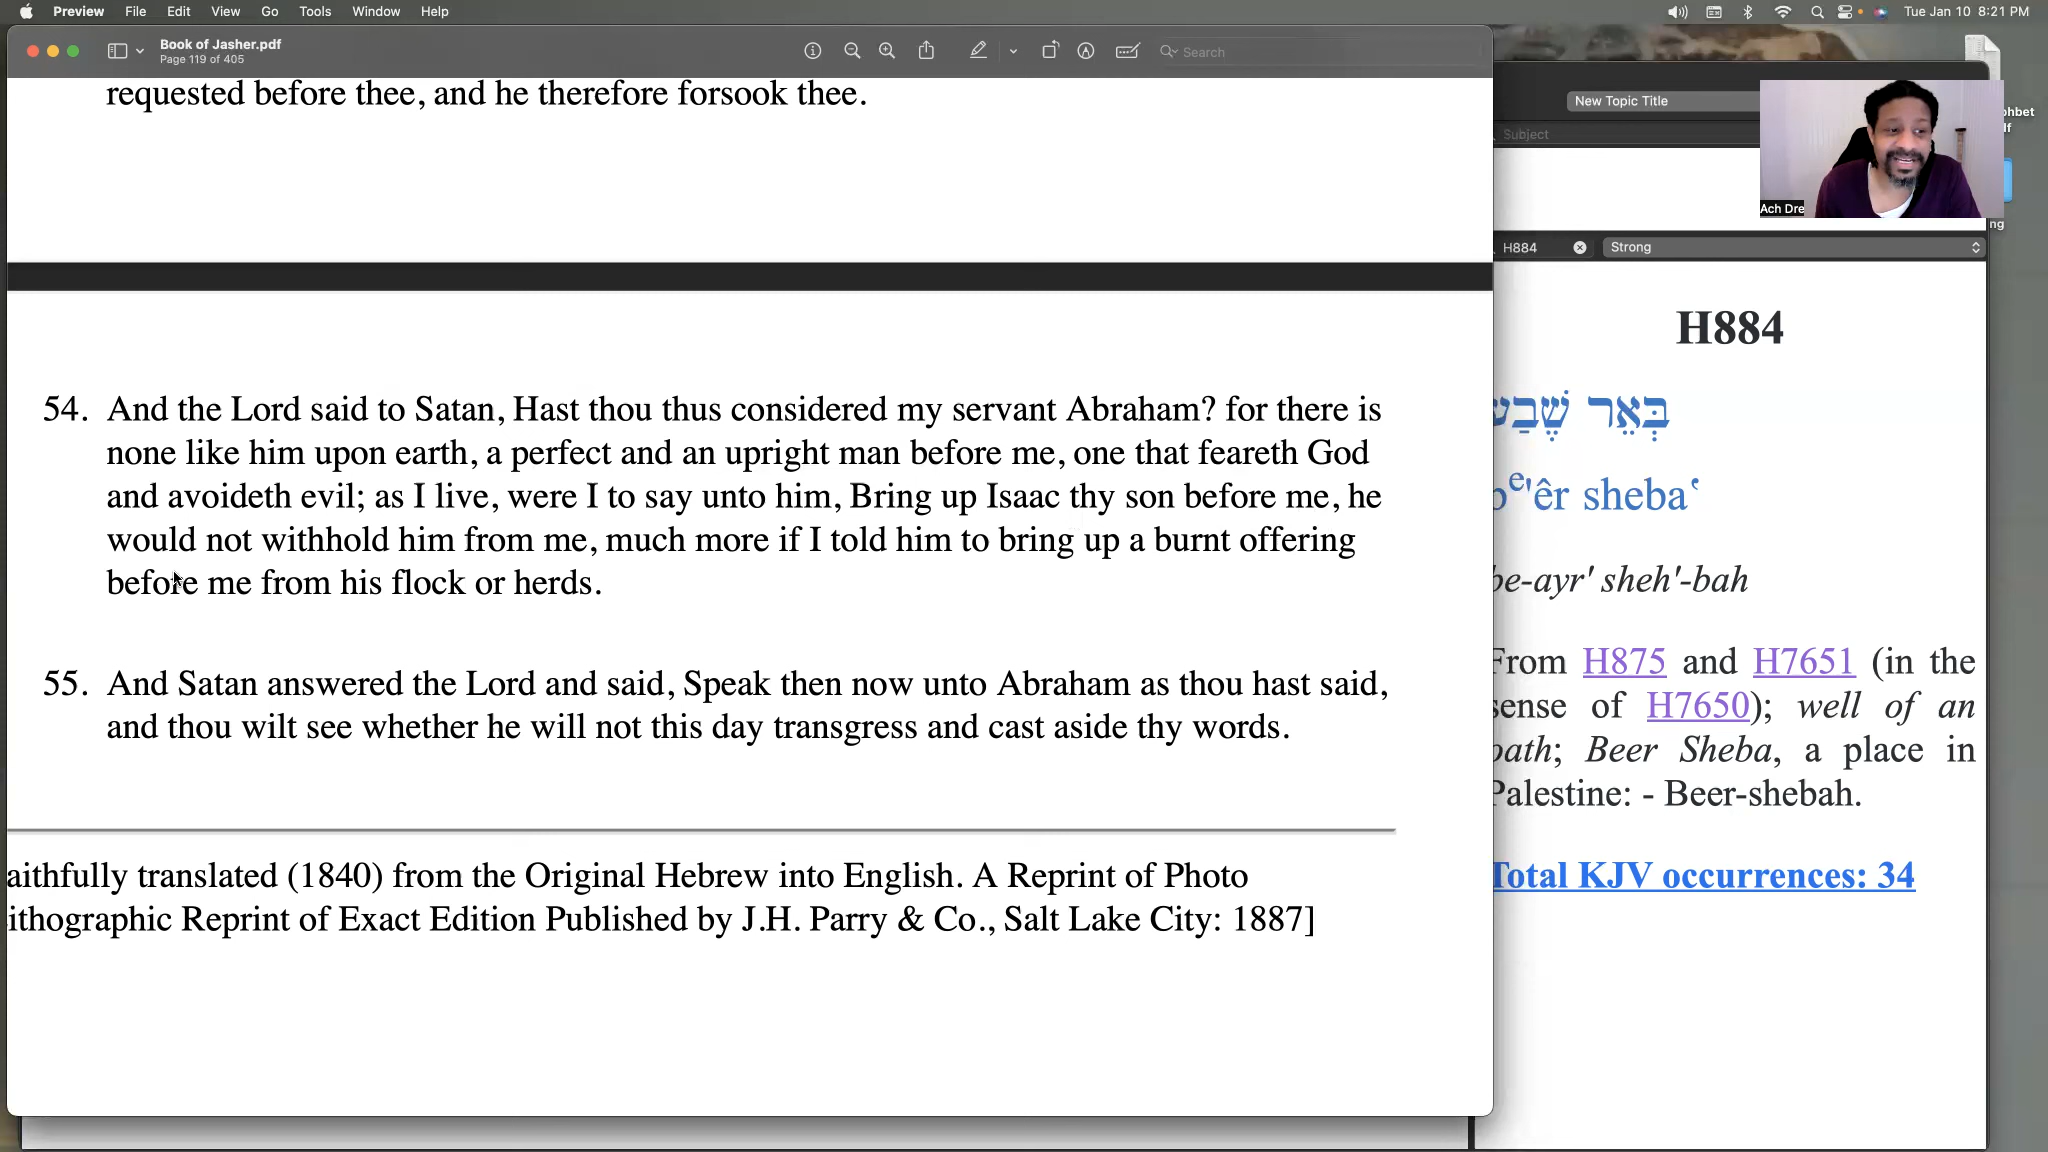 Preview File Edit View Go Tools Window Help
Tue Jan 10 8:21 PM
Book of Jasher.pdf
Page 119 of 405
Search
requested before thee, and he therefore forsook thee.
54. And the Lord said to Satan, Hast thou thus considered my servant Abraham? for there is
none like him upon earth, a perfect and an upright man before me, one that feareth God
and avoideth evil; as I live, were I to say unto him, Bring up Isaac thy son before me, he
would not withhold him from me, much more if I told him to bring up a burnt offering
before me from his flock or herds.
55. And Satan answered the Lord and said, Speak then now unto Abraham as thou hast said,
and thou wilt see whether he will not this day transgress and cast aside thy words.
aithfully translated (1840) from the Original Hebrew into English. A Reprint of Photo
ithographic Reprint of Exact Edition Published by J.H. Parry & Co., Salt Lake City: 1887]
New Topic Title
Subject
Ach Dre
H884
Strong
H884
בְּאֵר שֶׁבַע
bᵉ'êr sheba‛
be-ayr' sheh'-bah
From H875 and H7651 (in the
sense of H7650); well of an
oath; Beer Sheba, a place in
Palestine: - Beer-shebah.
Total KJV occurrences: 34